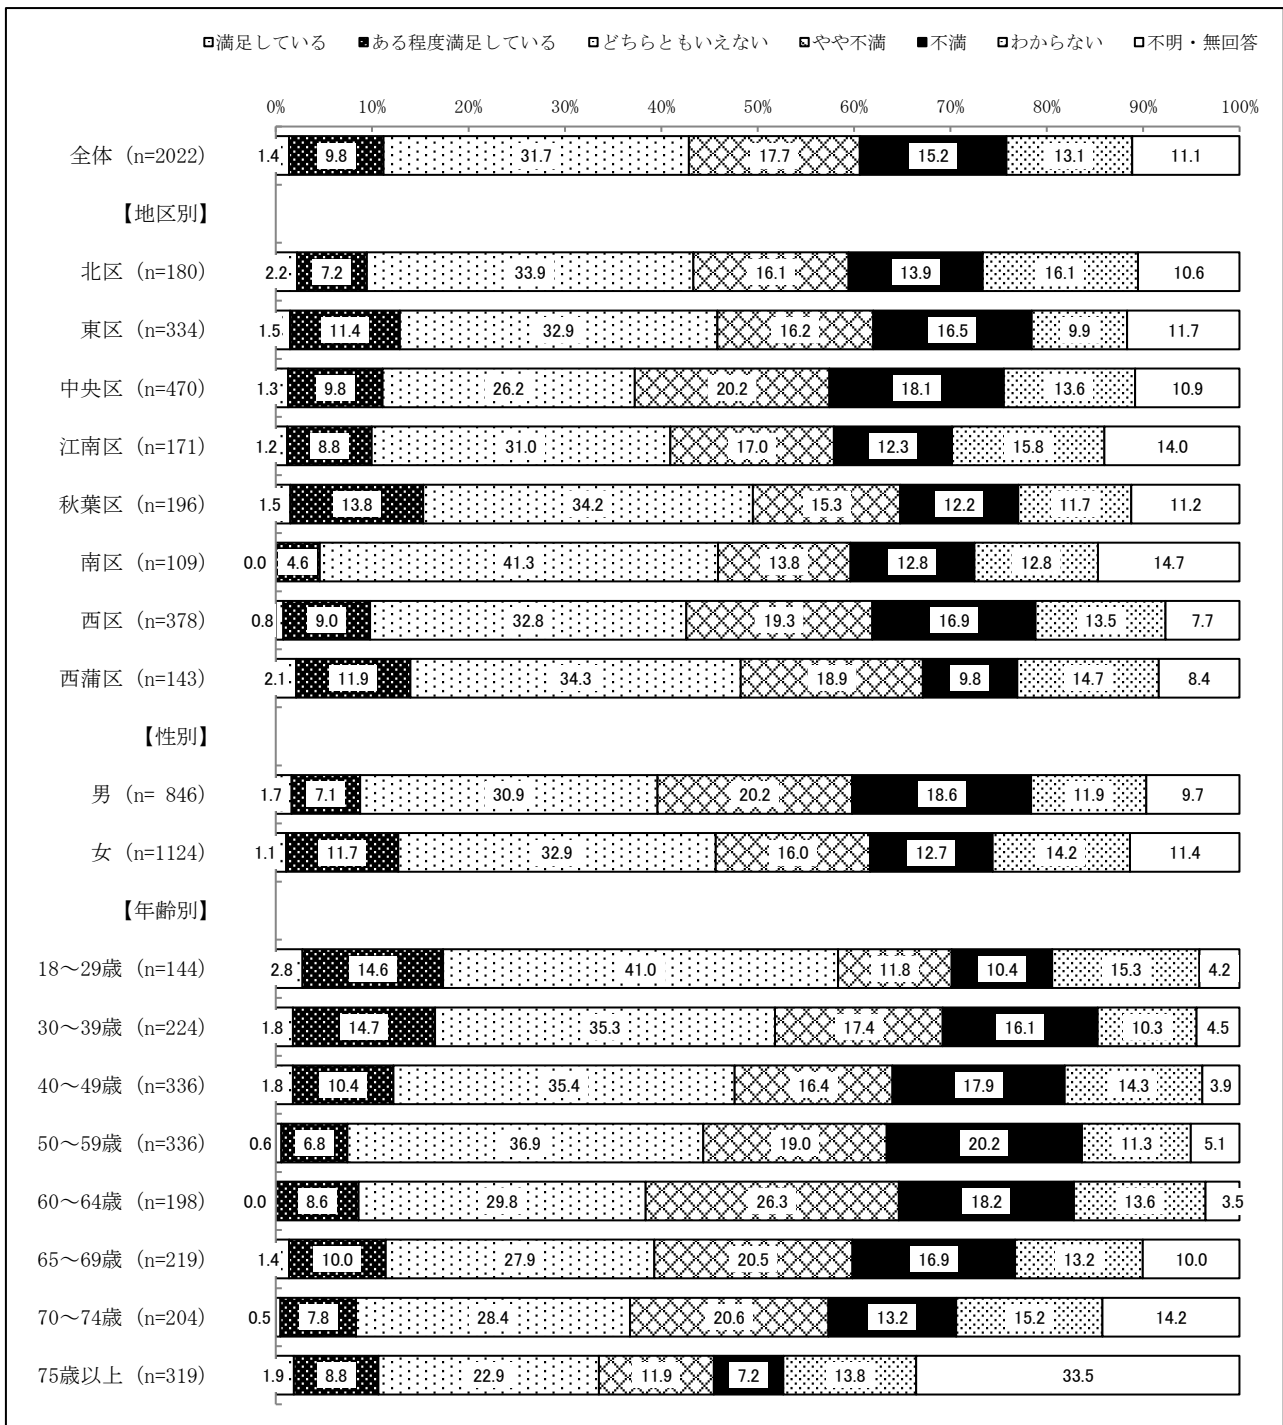 満足している ある程度満足している どちらともいえない やや不満 不満 わからない 不明・無回答
0% 10% 20% 30% 40% 50% 60% 70% 80% 90% 100%
全体 (n=2022) 1.4 9.8 31.7 17.7 15.2 13.1 11.1
【地区別】
北区 (n=180) 2.2 7.2 33.9 16.1 13.9 16.1 10.6
東区 (n=334) 1.5 11.4 32.9 16.2 16.5 9.9 11.7
中央区 (n=470) 1.3 9.8 26.2 20.2 18.1 13.6 10.9
江南区 (n=171) 1.2 8.8 31.0 17.0 12.3 15.8 14.0
秋葉区 (n=196) 1.5 13.8 34.2 15.3 12.2 11.7 11.2
南区 (n=109) 0.0 4.6 41.3 13.8 12.8 12.8 14.7
西区 (n=378) 0.8 9.0 32.8 19.3 16.9 13.5 7.7
西蒲区 (n=143) 2.1 11.9 34.3 18.9 9.8 14.7 8.4
【性別】
男 (n= 846) 1.7 7.1 30.9 20.2 18.6 11.9 9.7
女 (n=1124) 1.1 11.7 32.9 16.0 12.7 14.2 11.4
【年齢別】
18～29歳 (n=144) 2.8 14.6 41.0 11.8 10.4 15.3 4.2
30～39歳 (n=224) 1.8 14.7 35.3 17.4 16.1 10.3 4.5
40～49歳 (n=336) 1.8 10.4 35.4 16.4 17.9 14.3 3.9
50～59歳 (n=336) 0.6 6.8 36.9 19.0 20.2 11.3 5.1
60～64歳 (n=198) 0.0 8.6 29.8 26.3 18.2 13.6 3.5
65～69歳 (n=219) 1.4 10.0 27.9 20.5 16.9 13.2 10.0
70～74歳 (n=204) 0.5 7.8 28.4 20.6 13.2 15.2 14.2
75歳以上 (n=319) 1.9 8.8 22.9 11.9 7.2 13.8 33.5